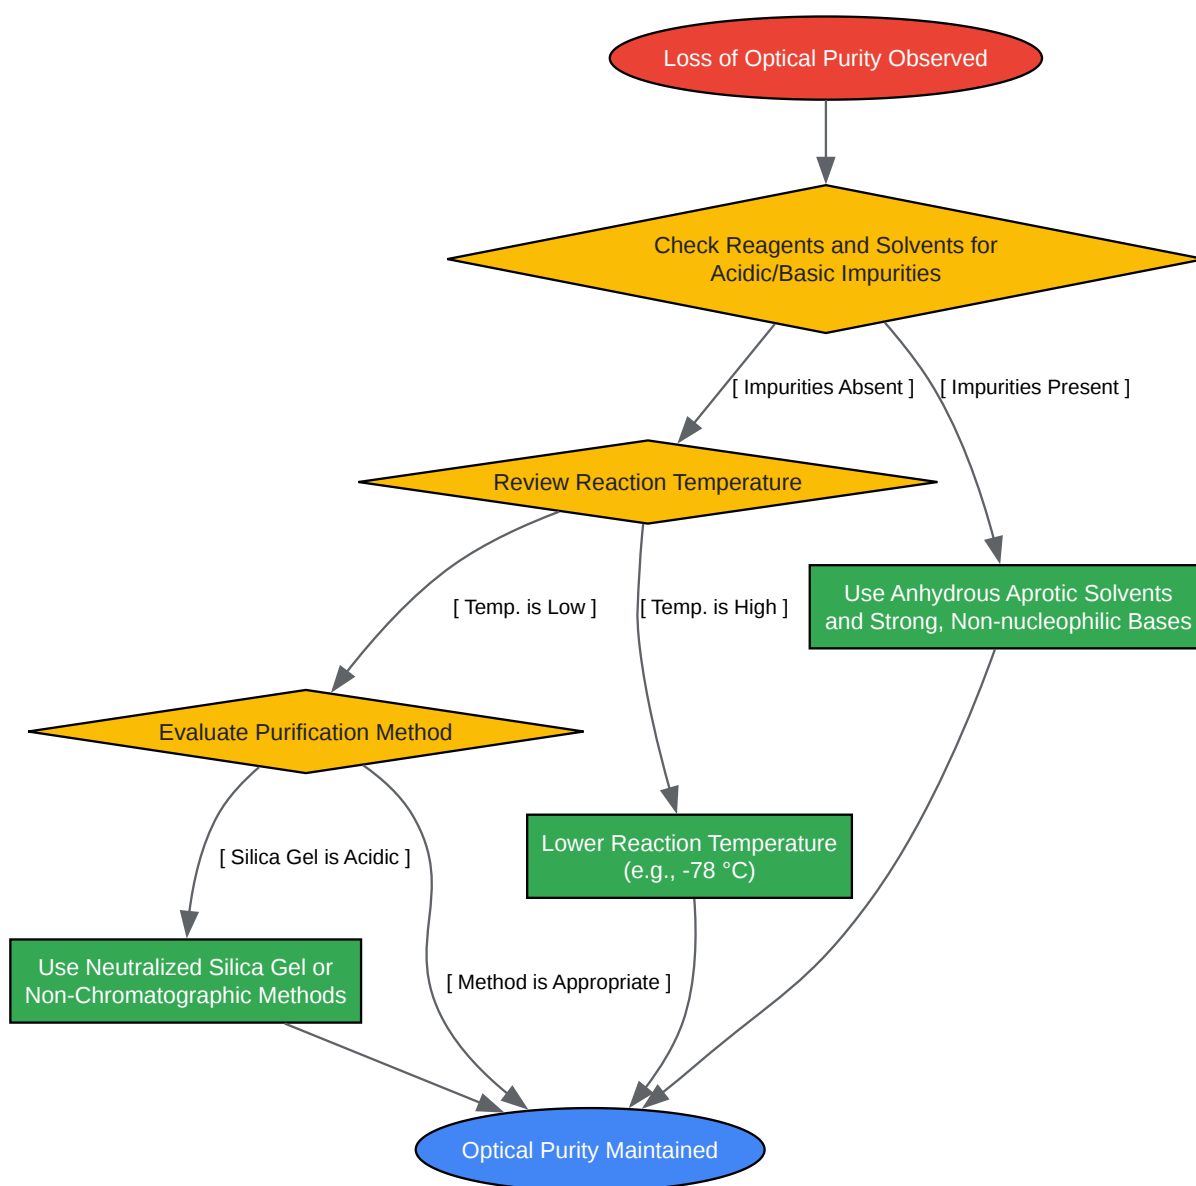 Loss of Optical Purity Observed
Check Reagents and Solvents for
Acidic/Basic Impurities
[ Impurities Absent ]
[ Impurities Present ]
Review Reaction Temperature
Use Anhydrous Aprotic Solvents
and Strong, Non-nucleophilic Bases
[ Temp. is Low ]
[ Temp. is High ]
Evaluate Purification Method
Lower Reaction Temperature
(e.g., -78 °C)
[ Silica Gel is Acidic ]
Use Neutralized Silica Gel or
Non-Chromatographic Methods
[ Method is Appropriate ]
Optical Purity Maintained